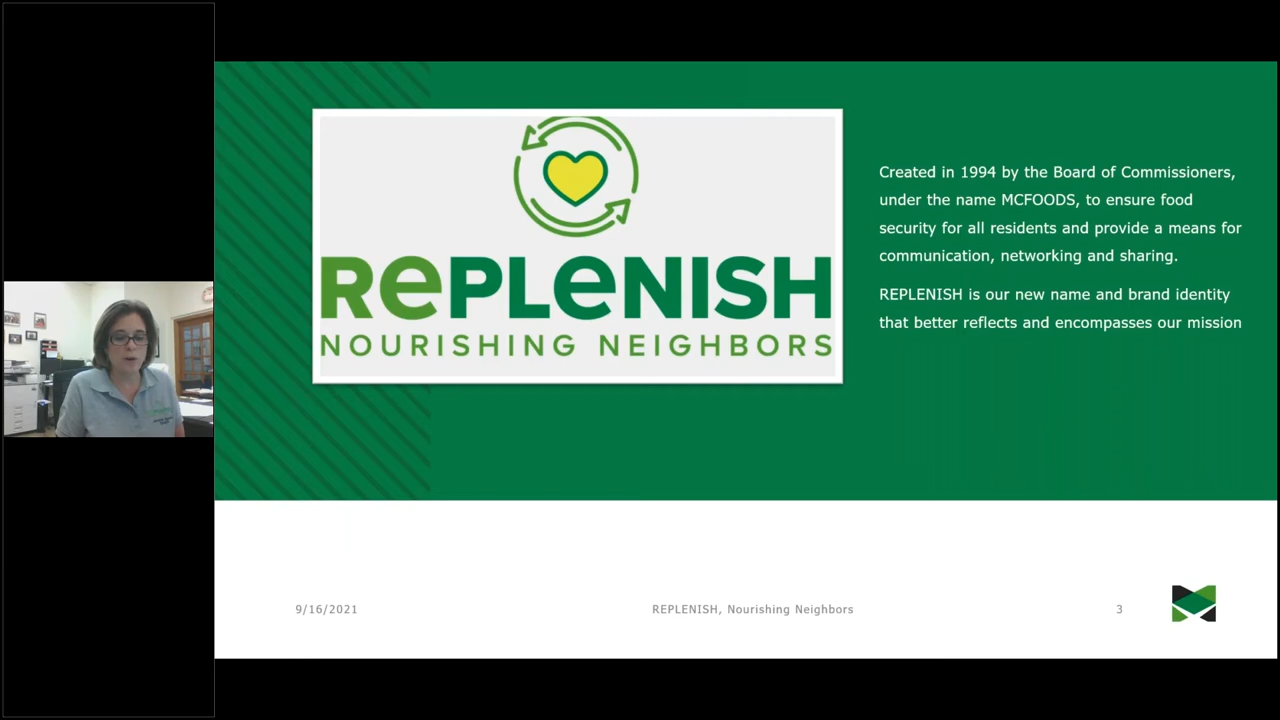 REPLENISH
NOURISHING NEIGHBORS
Created in 1994 by the Board of Commissioners,
under the name MCFOODS, to ensure food
security for all residents and provide a means for
communication, networking and sharing.
REPLENISH is our new name and brand identity
that better reflects and encompasses our mission
9/16/2021
REPLENISH, Nourishing Neighbors
3